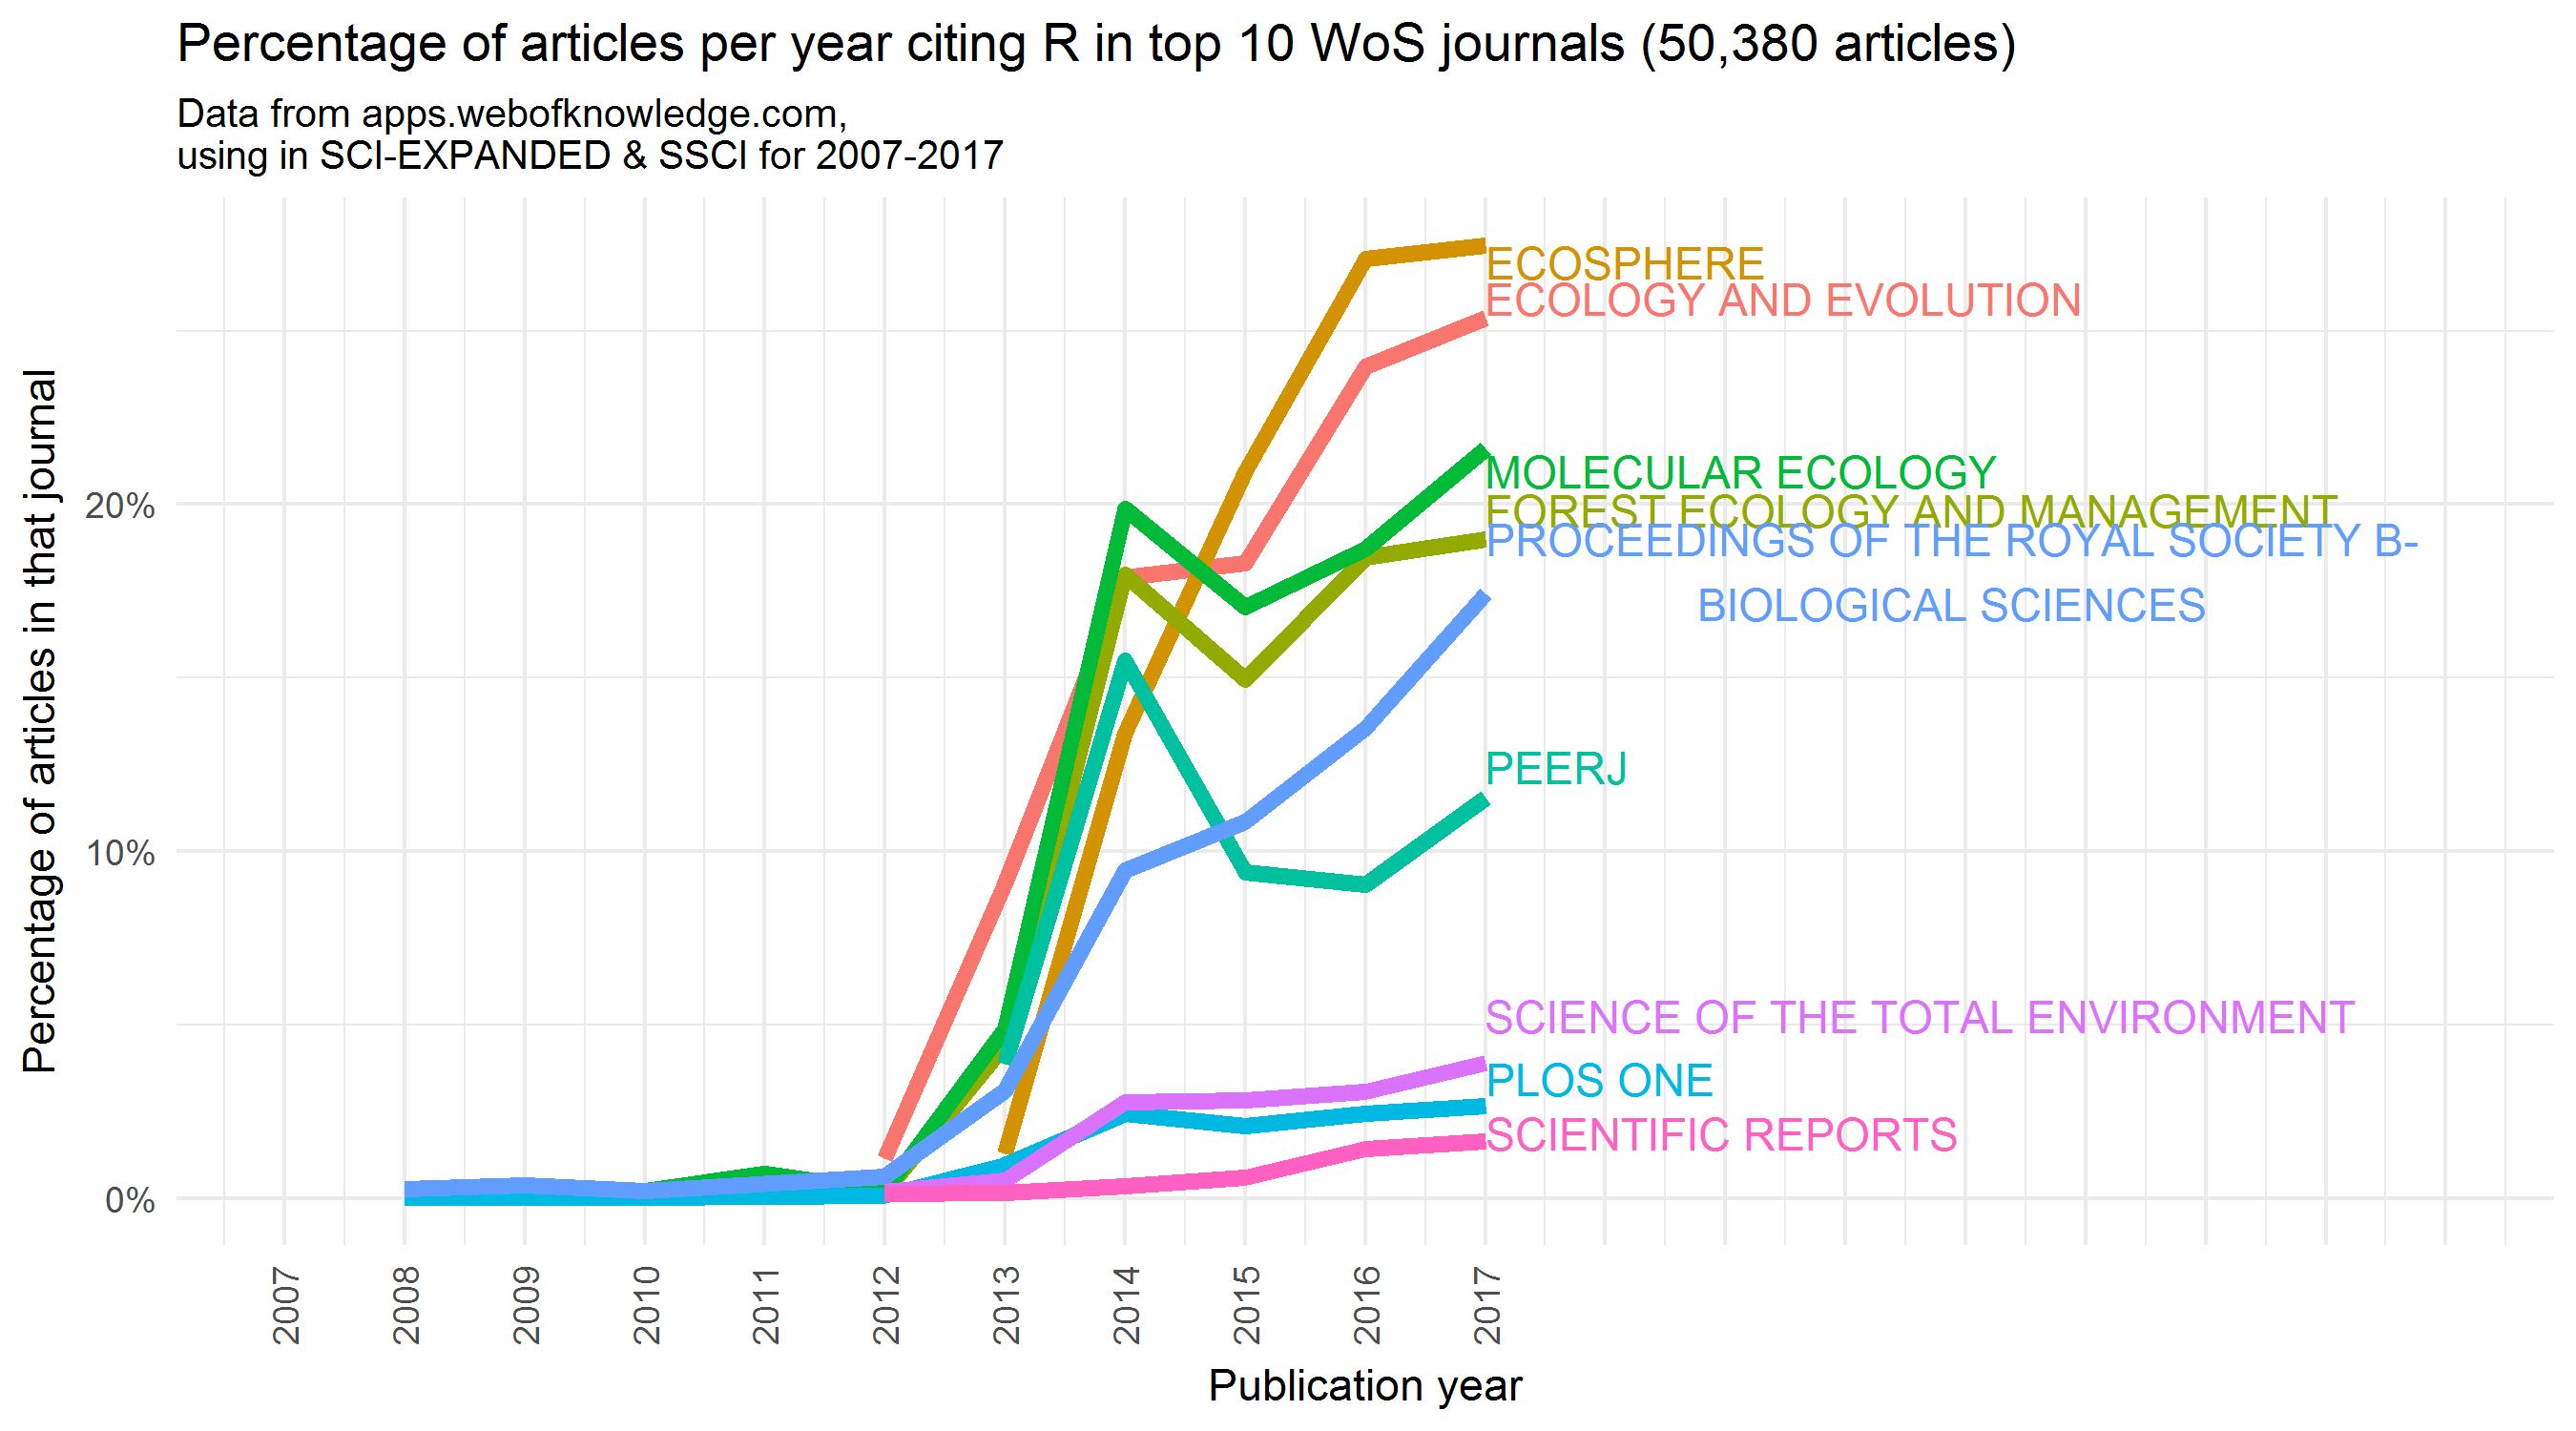 Percentage of articles per year citing R in top 10 WoS journals (50,380 articles)
Data from apps.webofknowledge.com,
using in SCI-EXPANDED & SSCI for 2007-2017
Percentage of articles in that journal
20%
10%
0%
ECOSPHERE
ECOLOGY AND EVOLUTION
MOLECULAR ECOLOGY
FOREST ECOLOGY AND MANAGEMENT
PROCEEDINGS OF THE ROYAL SOCIETY B-
BIOLOGICAL SCIENCES
PEERJ
SCIENCE OF THE TOTAL ENVIRONMENT
PLOS ONE
SCIENTIFIC REPORTS
2007
2008
2009
2010
2011
2012
2013
2014
2015
2016
2017
Publication year